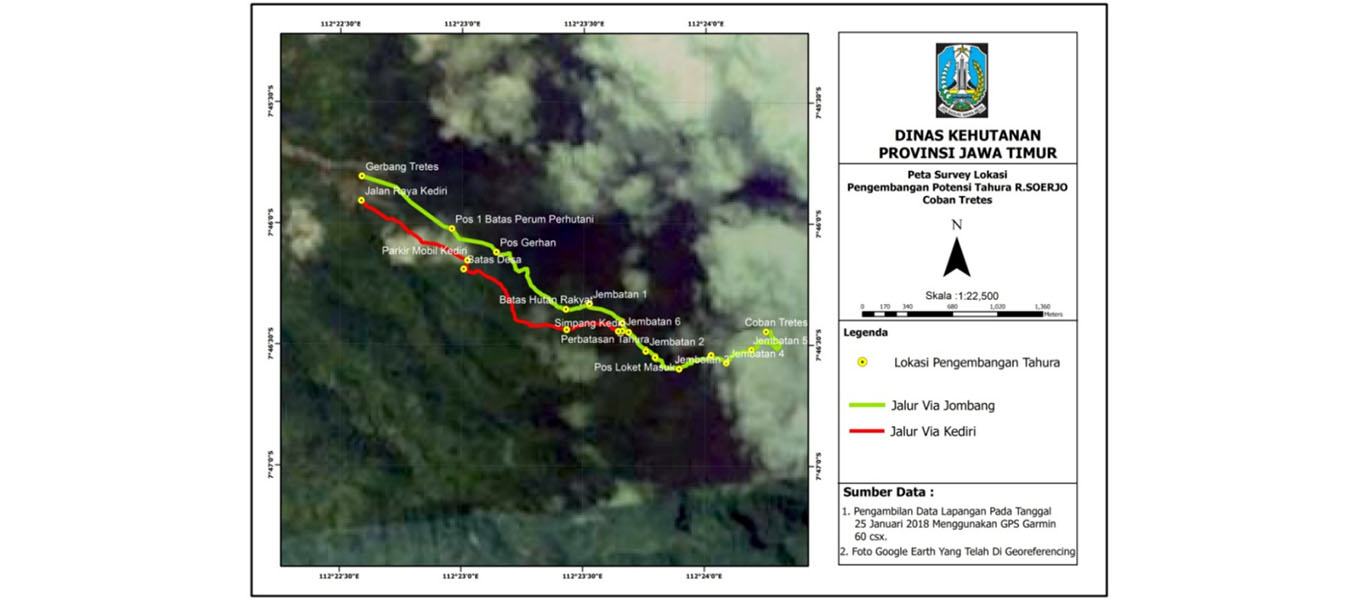 112°22'30"E 112°23'0"E 112°23'30"E 112°24'0"E
7°45'30"S
7°46'0"S
7°46'30"S
7°47'0"S
Gerbang Tretes
Jalan Raya Kediri
Pos 1 Batas Perum Perhutani
Pos Gerhan
Parkir Mobil Kediri
Batas Desa
Jembatan 1
Batas Hutan Rakyat
Simpang Kediri
Jembatan 6
Perbatasan Tahura
Jembatan 2
Coban Tretes
Jembatan 5
Jembatan 4
Pos Loket Masuk
Jembatan
7°45'30"S
7°46'0"S
7°46'30"S
7°47'0"S
112°22'30"E 112°23'0"E 112°23'30"E 112°24'0"E
DINAS KEHUTANAN
PROVINSI JAWA TIMUR
Peta Survey Lokasi
Pengembangan Potensi Tahura R.SOERJO
Coban Tretes
N
Skala :1:22,500
0 170 340 680 1,020 1,360
Meters
Legenda
Lokasi Pengembangan Tahura
Jalur Via Jombang
Jalur Via Kediri
Sumber Data :
1. Pengambilan Data Lapangan Pada Tanggal
25 Januari 2018 Menggunakan GPS Garmin
60 csx.
2. Foto Google Earth Yang Telah Di Georeferencing